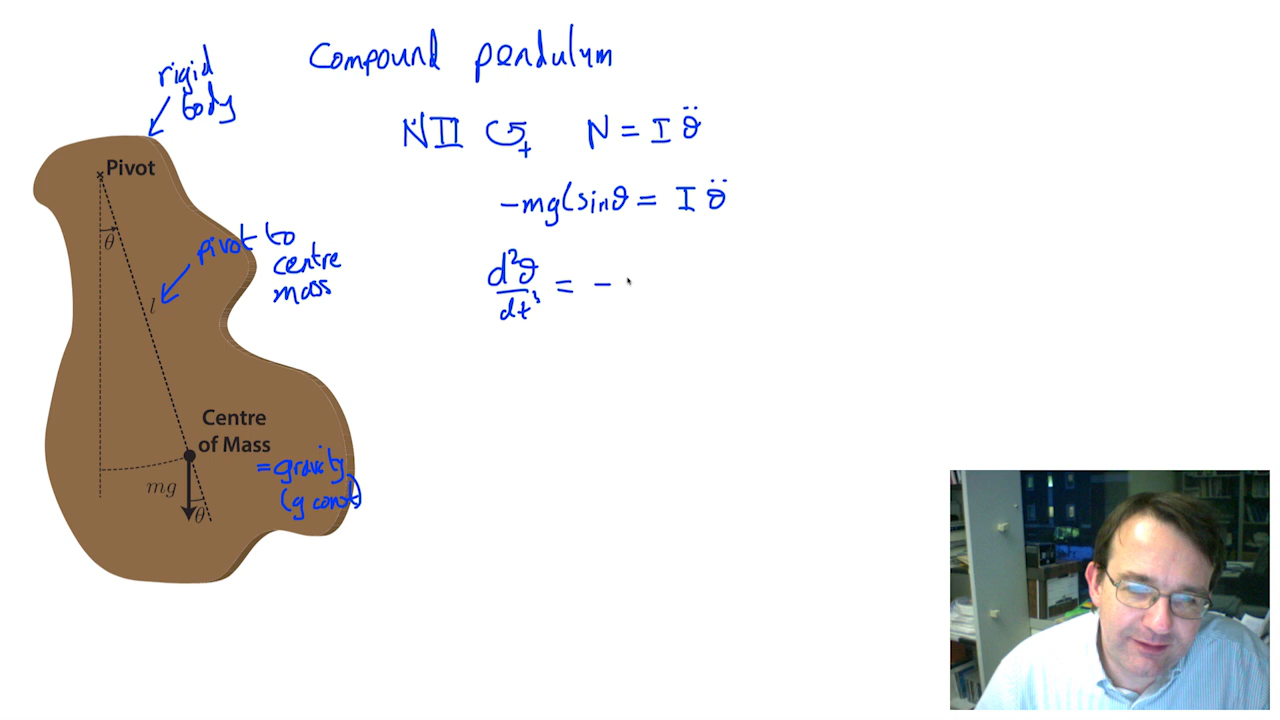 Compound pendulum
rigid
body
NII ↺+ N = I θ̈
Pivot
-mg l sinθ = I θ̈
θ
pivot to
centre
mass
l
d²θ
dt² = -
Centre
of Mass
= gravity
(g const)
mg
θ